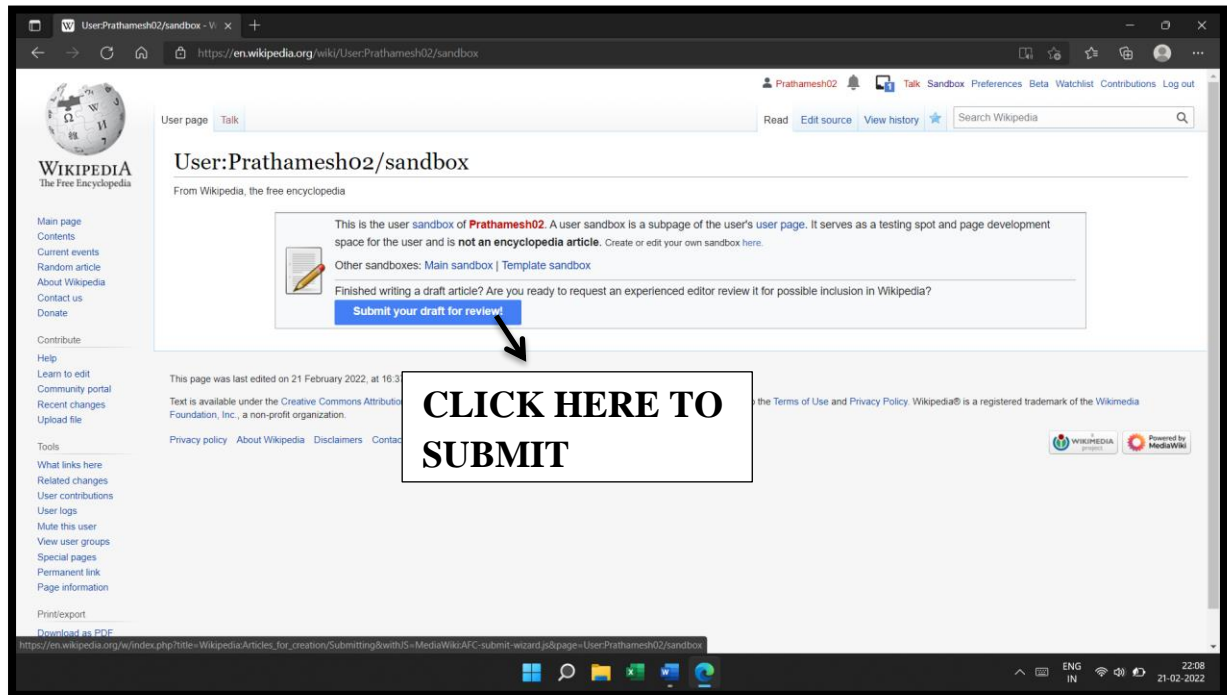 User:Prathamesh02/sandbox - W
https://en.wikipedia.org/wiki/User:Prathamesh02/sandbox
Prathamesh02 1 Talk Sandbox Preferences Beta Watchlist Contributions Log out
User page Talk
Read Edit source View history Search Wikipedia
WIKIPEDIA
The Free Encyclopedia
User:Prathamesh02/sandbox
From Wikipedia, the free encyclopedia
This is the user sandbox of Prathamesh02. A user sandbox is a subpage of the user's user page. It serves as a testing spot and page development
space for the user and is not an encyclopedia article. Create or edit your own sandbox here.
Other sandboxes: Main sandbox | Template sandbox
Finished writing a draft article? Are you ready to request an experienced editor review it for possible inclusion in Wikipedia?
Submit your draft for review!
CLICK HERE TO
SUBMIT
This page was last edited on 21 February 2022, at 16:3
Text is available under the Creative Commons Attributio
the Terms of Use and Privacy Policy. Wikipedia® is a registered trademark of the Wikimedia
Foundation, Inc., a non-profit organization.
Privacy policy About Wikipedia Disclaimers Contac
WIKIMEDIA
project
Powered by
MediaWiki
Main page
Contents
Current events
Random article
About Wikipedia
Contact us
Donate
Contribute
Help
Learn to edit
Community portal
Recent changes
Upload file
Tools
What links here
Related changes
User contributions
User logs
Mute this user
View user groups
Special pages
Permanent link
Page information
Print/export
Download as PDF
https://en.wikipedia.org/w/index.php?title=Wikipedia:Articles_for_creation/Submitting&withJS=MediaWiki:AFC-submit-wizard.js&page=User:Prathamesh02/sandbox
ENG
IN
22:08
21-02-2022